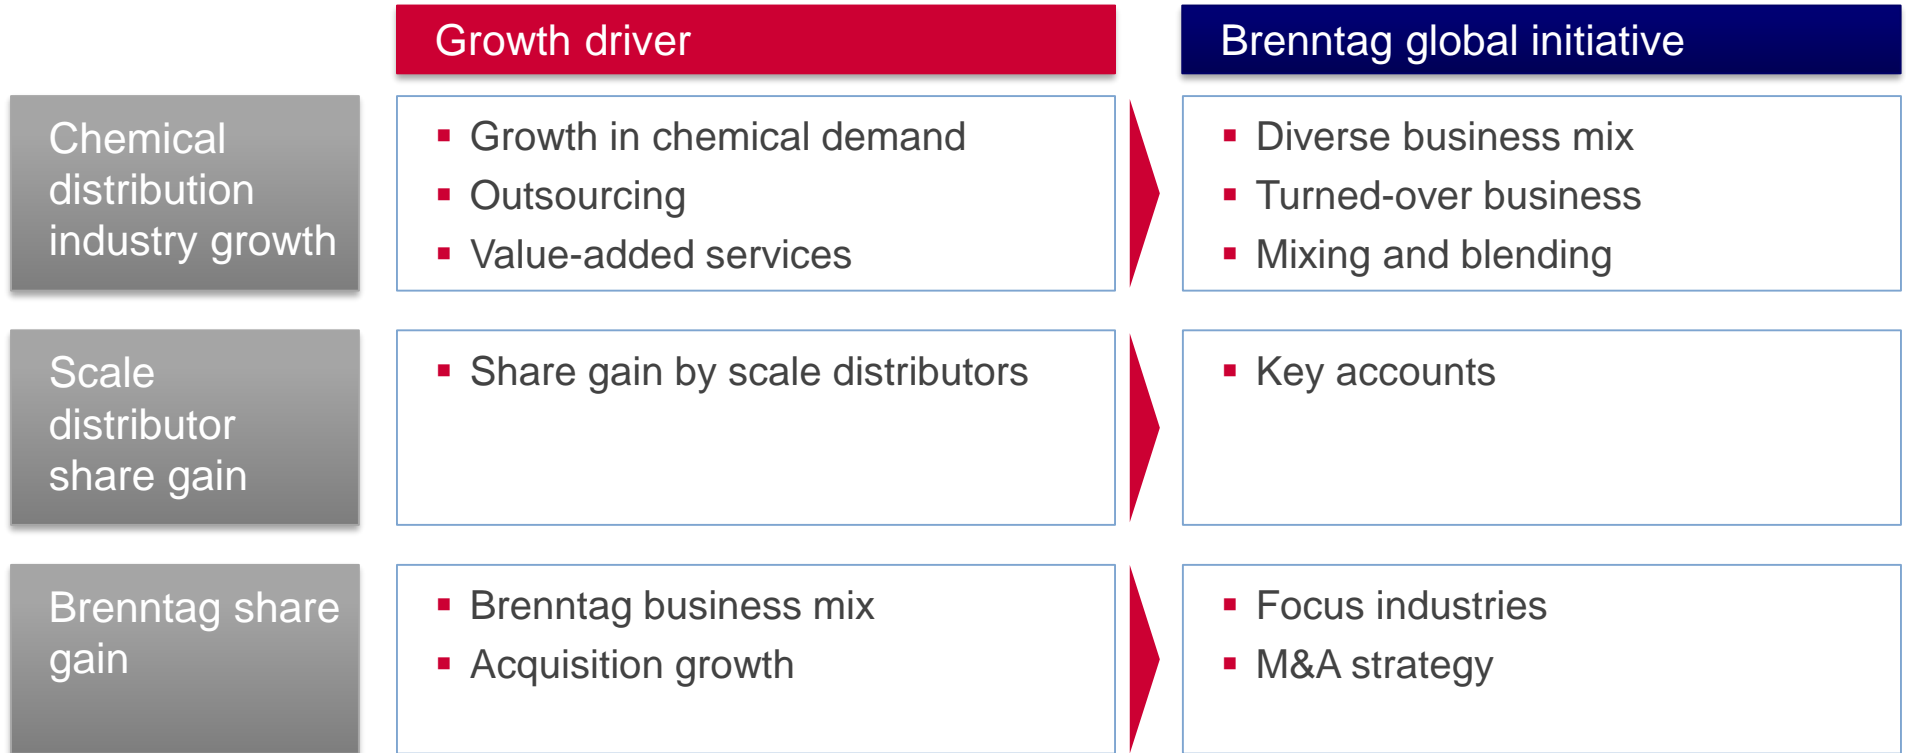 Growth driver
Brenntag global initiative
Chemical
distribution
industry growth
▪ Growth in chemical demand
▪ Outsourcing
▪ Value-added services
▪ Diverse business mix
▪ Turned-over business
▪ Mixing and blending
Scale
distributor
share gain
▪ Share gain by scale distributors
▪ Key accounts
Brenntag share
gain
▪ Brenntag business mix
▪ Acquisition growth
▪ Focus industries
▪ M&A strategy